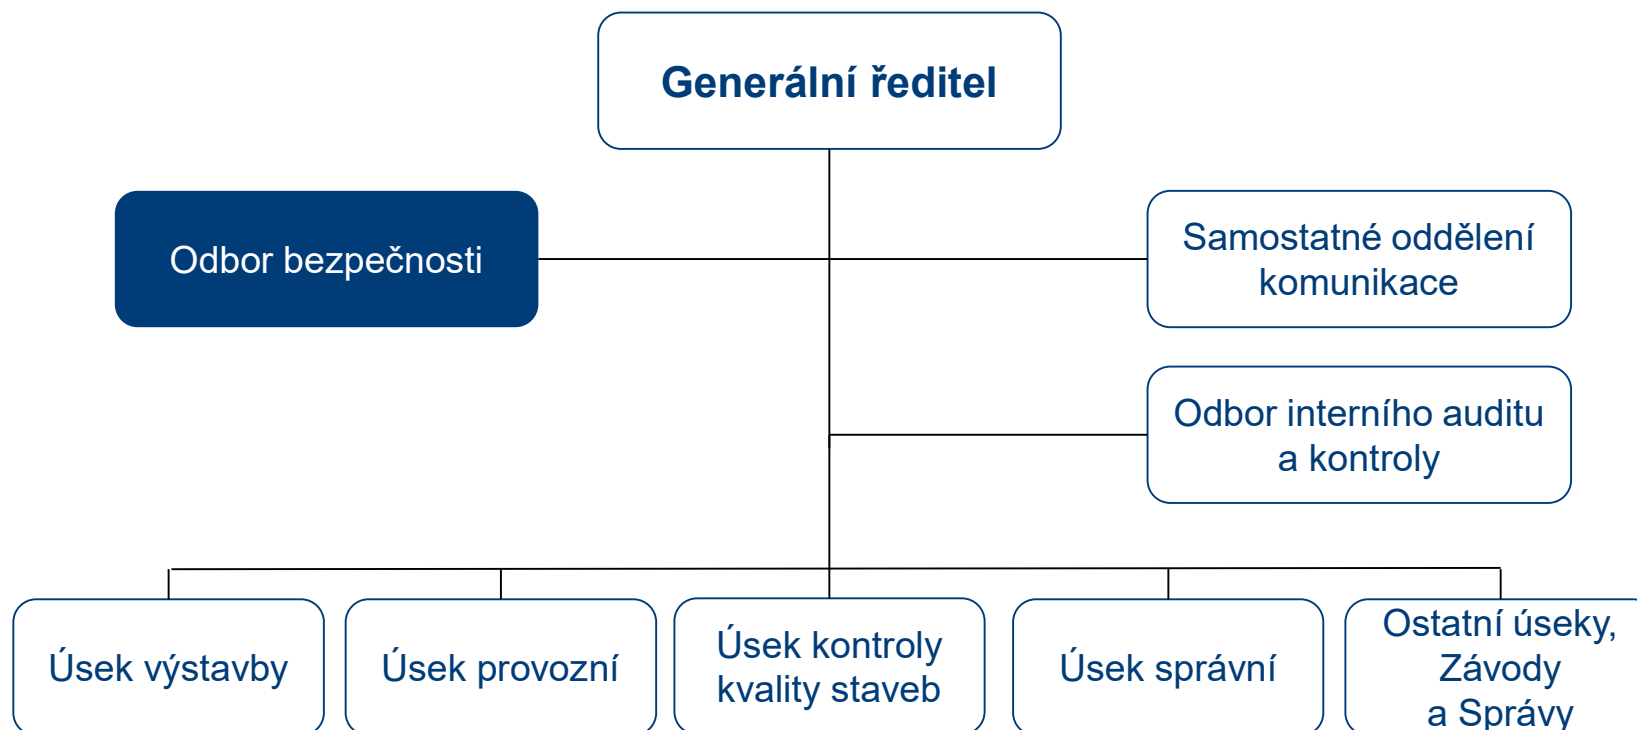 Generální ředitel
Odbor bezpečnosti
Samostatné oddělení
komunikace
Odbor interního auditu
a kontroly
Úsek výstavby
Úsek provozní
Úsek kontroly
kvality staveb
Úsek správní
Ostatní úseky,
Závody
a Správy